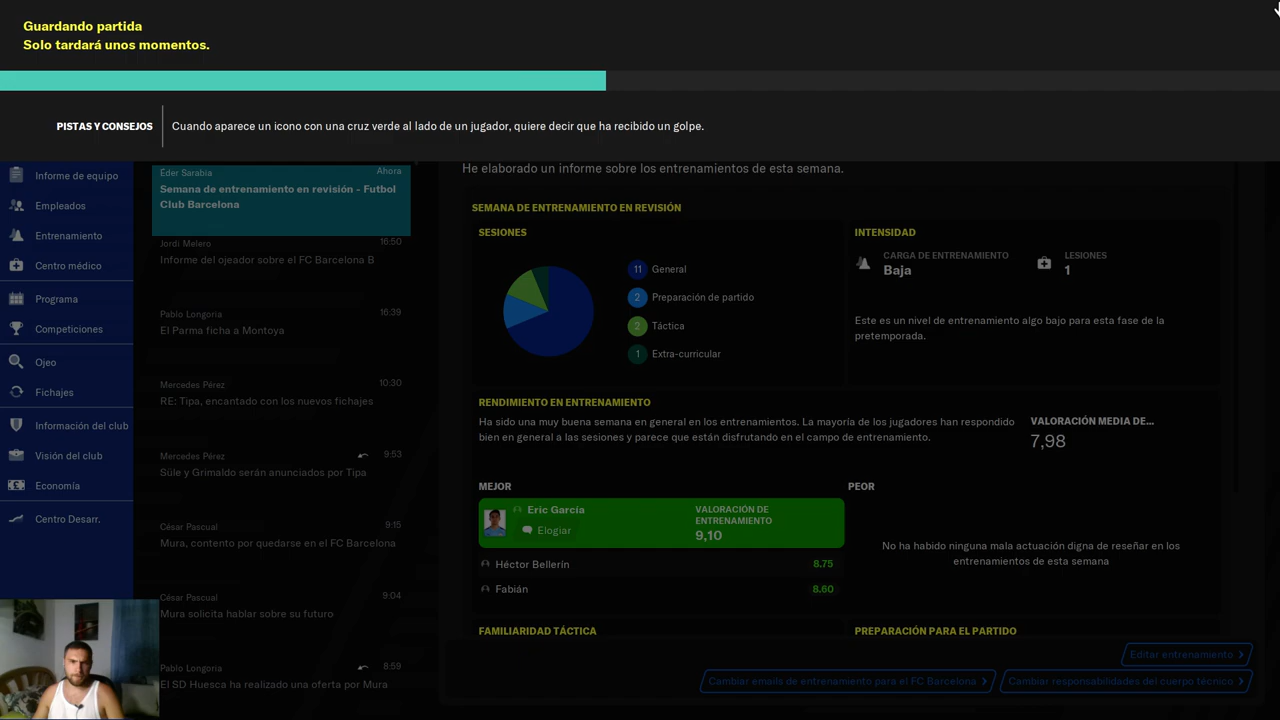 Guardando partida
Solo tardará unos momentos.
PISTAS Y CONSEJOS
Cuando aparece un icono con una cruz verde al lado de un jugador, quiere decir que ha recibido un golpe.
Informe de equipo
Empleados
Entrenamiento
Centro médico
Programa
Competiciones
Ojeo
Fichajes
Información del club
Visión del club
Economía
Centro Desarr.
Éder Sarabia
Ahora
Semana de entrenamiento en revisión - Futbol
Club Barcelona
Jordi Melero
16:50
Informe del ojeador sobre el FC Barcelona B
Pablo Longoria
16:39
El Parma ficha a Montoya
Mercedes Pérez
10:30
RE: Tipa, encantado con los nuevos fichajes
Mercedes Pérez
9:53
Süle y Grimaldo serán anunciados por Tipa
César Pascual
9:15
Mura, contento por quedarse en el FC Barcelona
César Pascual
9:04
Mura solicita hablar sobre su futuro
Pablo Longoria
8:59
El SD Huesca ha realizado una oferta por Mura
He elaborado un informe sobre los entrenamientos de esta semana.
SEMANA DE ENTRENAMIENTO EN REVISIÓN
SESIONES
11 General
2 Preparación de partido
2 Táctica
1 Extra-curricular
INTENSIDAD
CARGA DE ENTRENAMIENTO
Baja
LESIONES
1
Este es un nivel de entrenamiento algo bajo para esta fase de la
pretemporada.
RENDIMIENTO EN ENTRENAMIENTO
Ha sido una muy buena semana en general en los entrenamientos. La mayoría de los jugadores han respondido
bien en general a las sesiones y parece que están disfrutando en el campo de entrenamiento.
VALORACIÓN MEDIA DE...
7,98
MEJOR
Eric García
Elogiar
VALORACIÓN DE
ENTRENAMIENTO
9,10
Héctor Bellerín
8.75
Fabián
8.60
PEOR
No ha habido ninguna mala actuación digna de reseñar en los
entrenamientos de esta semana
FAMILIARIDAD TÁCTICA
PREPARACIÓN PARA EL PARTIDO
Editar entrenamiento
Cambiar emails de entrenamiento para el FC Barcelona
Cambiar responsabilidades del cuerpo técnico